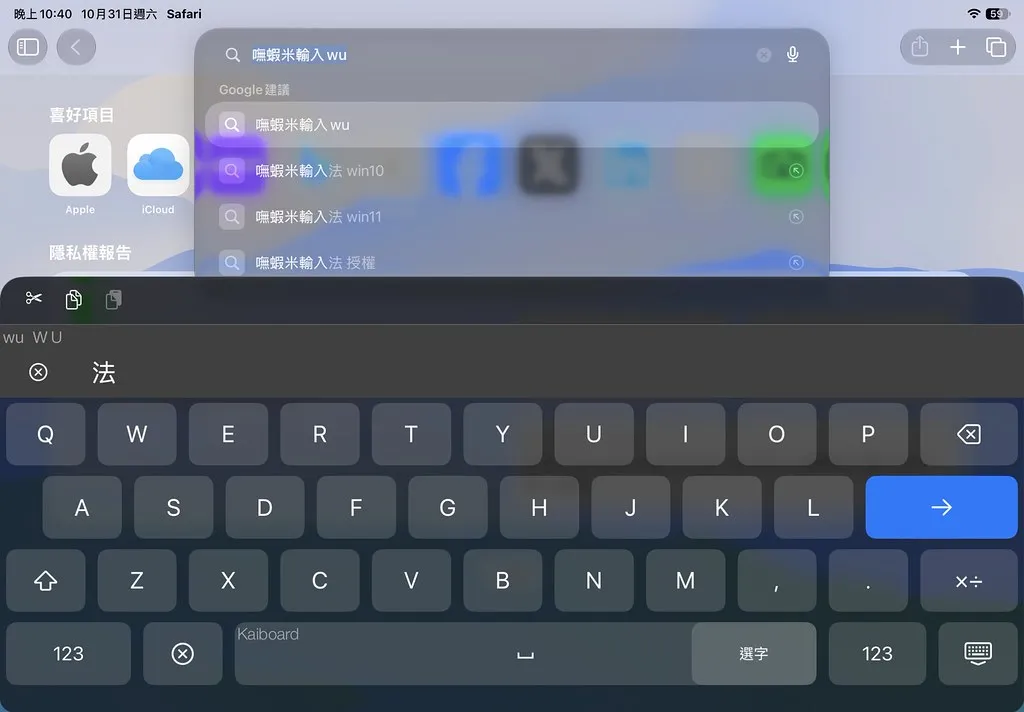 晚上10:40 10月31日週六 Safari 59
嘸蝦米輸入 wu
Google 建議
嘸蝦米輸入 wu
嘸蝦米輸入法 win10
嘸蝦米輸入法 win11
嘸蝦米輸入法 授權
喜好項目
Apple
iCloud
隱私權報告
wu WU
法
Q W E R T Y U I O P
A S D F G H J K L
Z X C V B N M , . ×÷
123 Kaiboard 選字 123